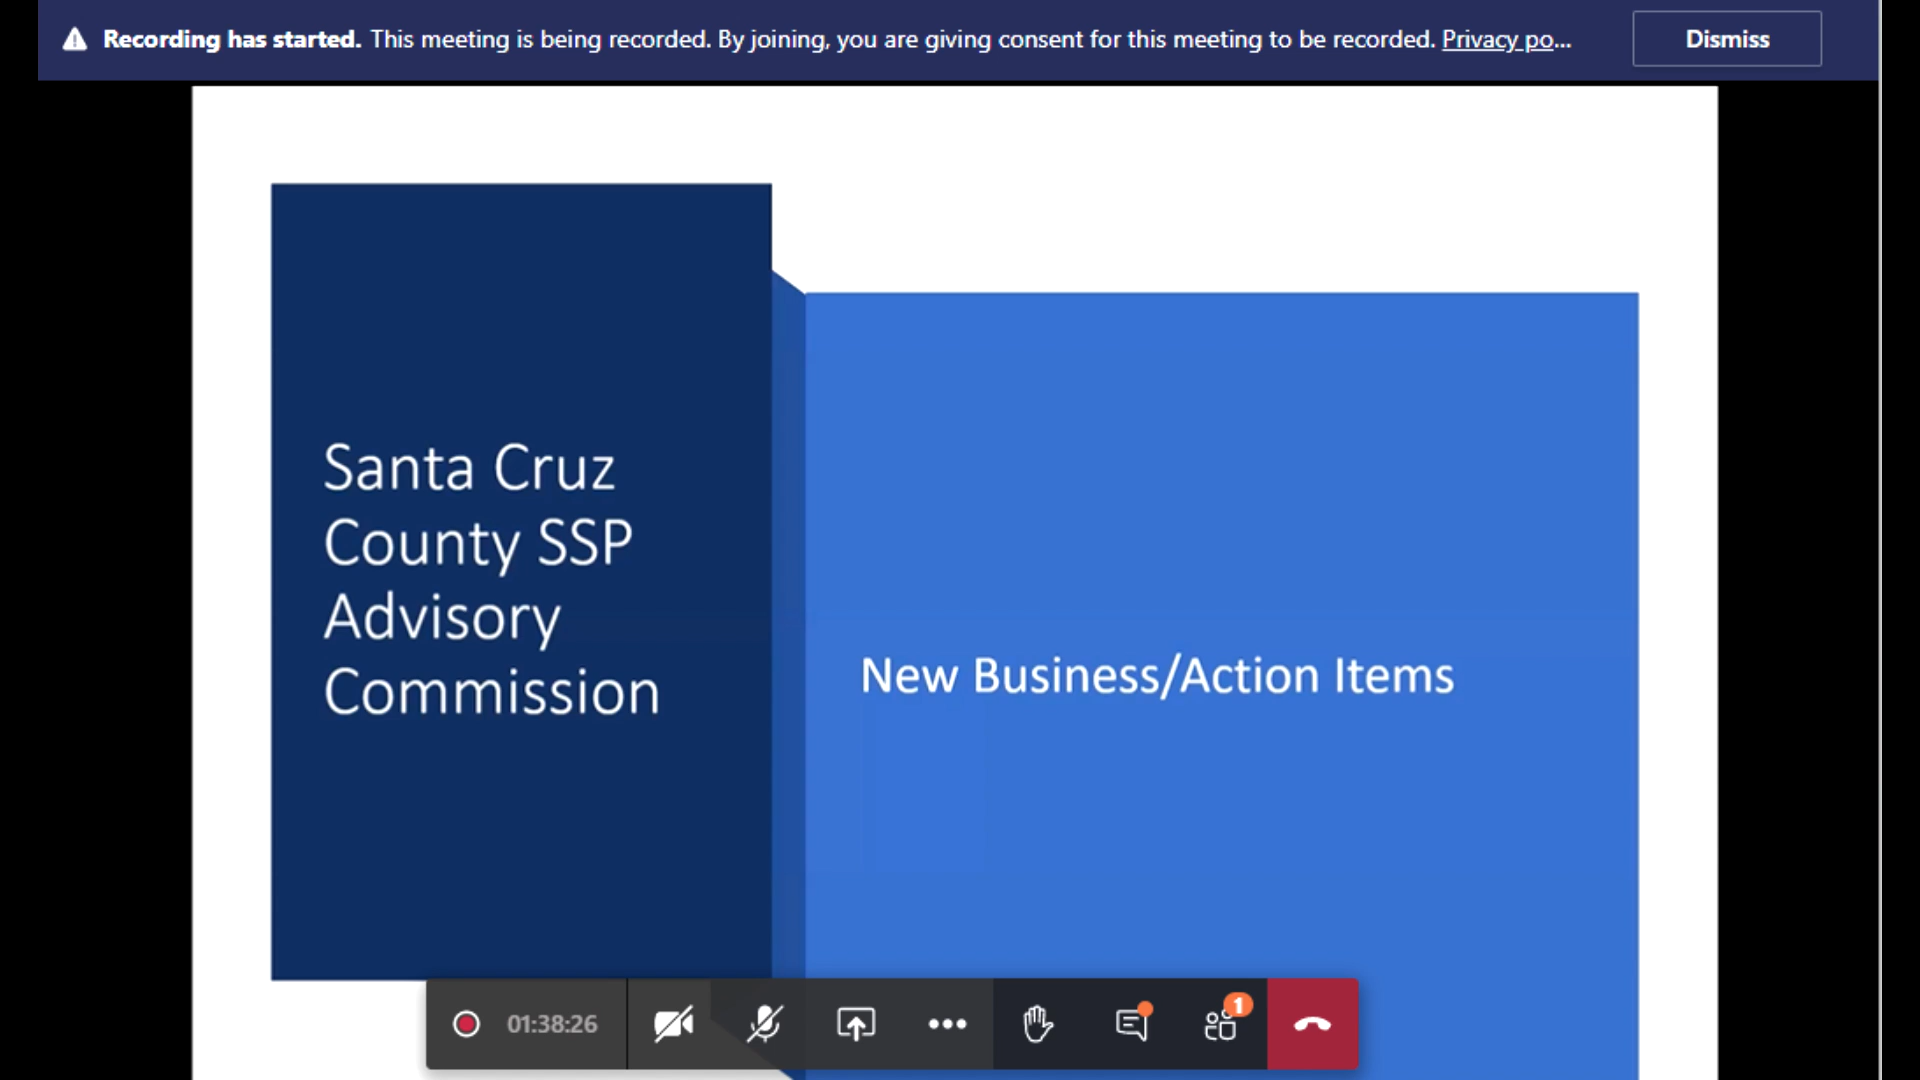 Recording has started. This meeting is being recorded. By joining, you are giving consent for this meeting to be recorded. Privacy po...
Dismiss
Santa Cruz
County SSP
Advisory
Commission
New Business/Action Items
01:38:26
1